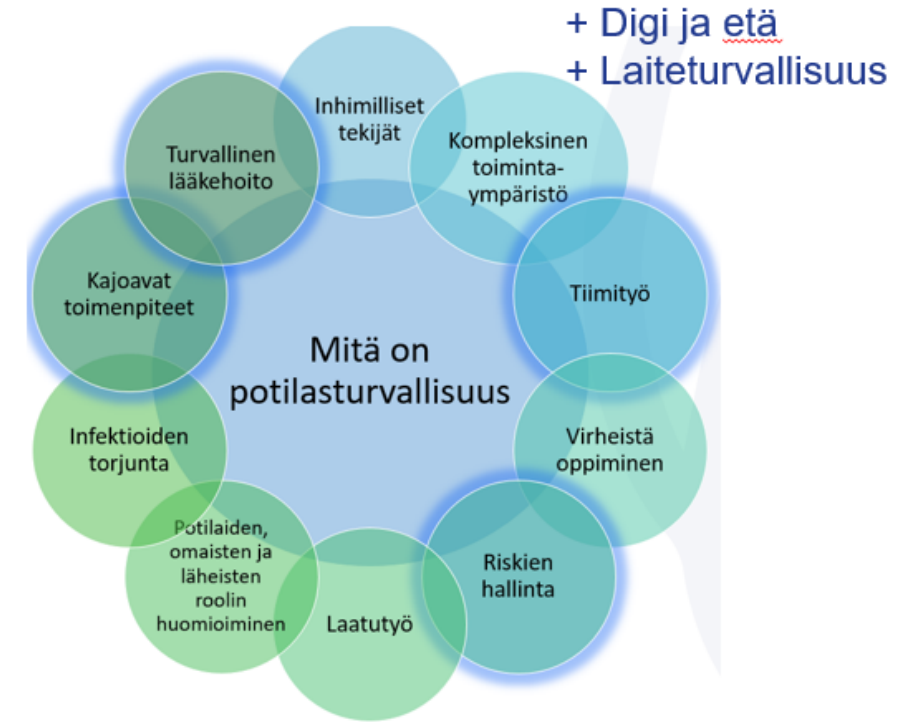 + Digi ja etä
+ Laiteturvallisuus
Inhimilliset
tekijät
Kompleksinen
toiminta-
ympäristö
Tiimityö
Virheistä
oppiminen
Riskien
hallinta
Laatutyö
Potilaiden,
omaisten ja
läheisten
roolin
huomioiminen
Infektioiden
torjunta
Kajoavat
toimenpiteet
Turvallinen
lääkehoito
Mitä on
potilasturvallisuus